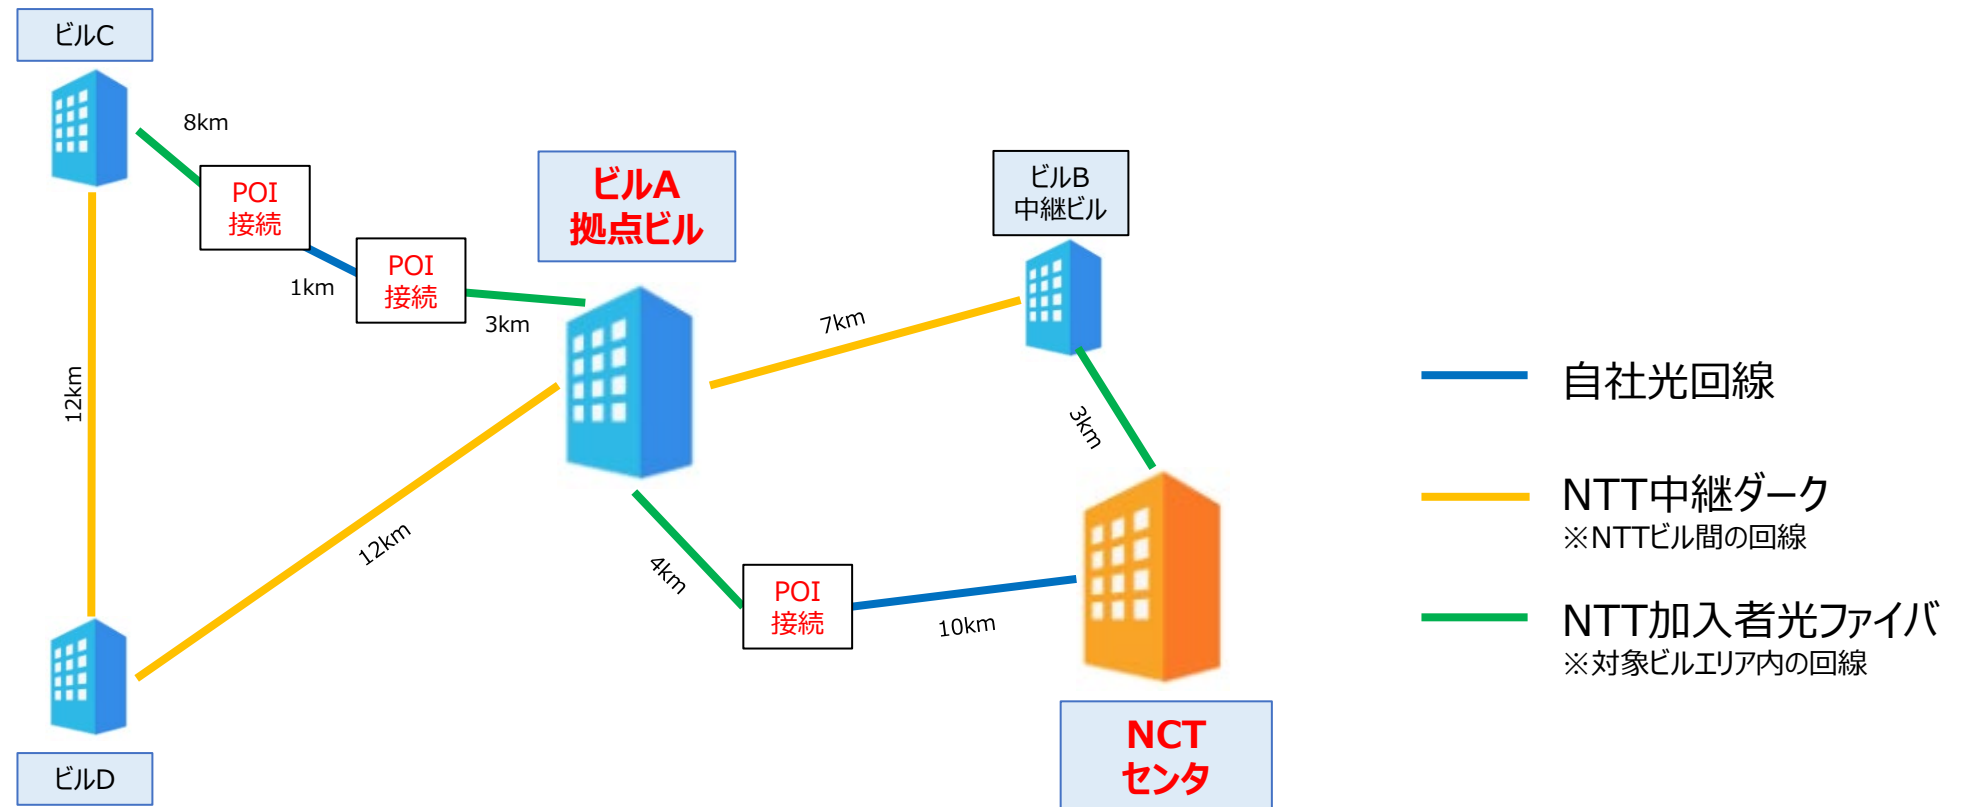 ビルC
8km
POI
接続
1km
POI
接続
3km
ビルA
拠点ビル
7km
ビルB
中継ビル
3km
12km
12km
4km
POI
接続
10km
NCT
センタ
ビルD
自社光回線
NTT中継ダーク
※NTTビル間の回線
NTT加入者光ファイバ
※対象ビルエリア内の回線